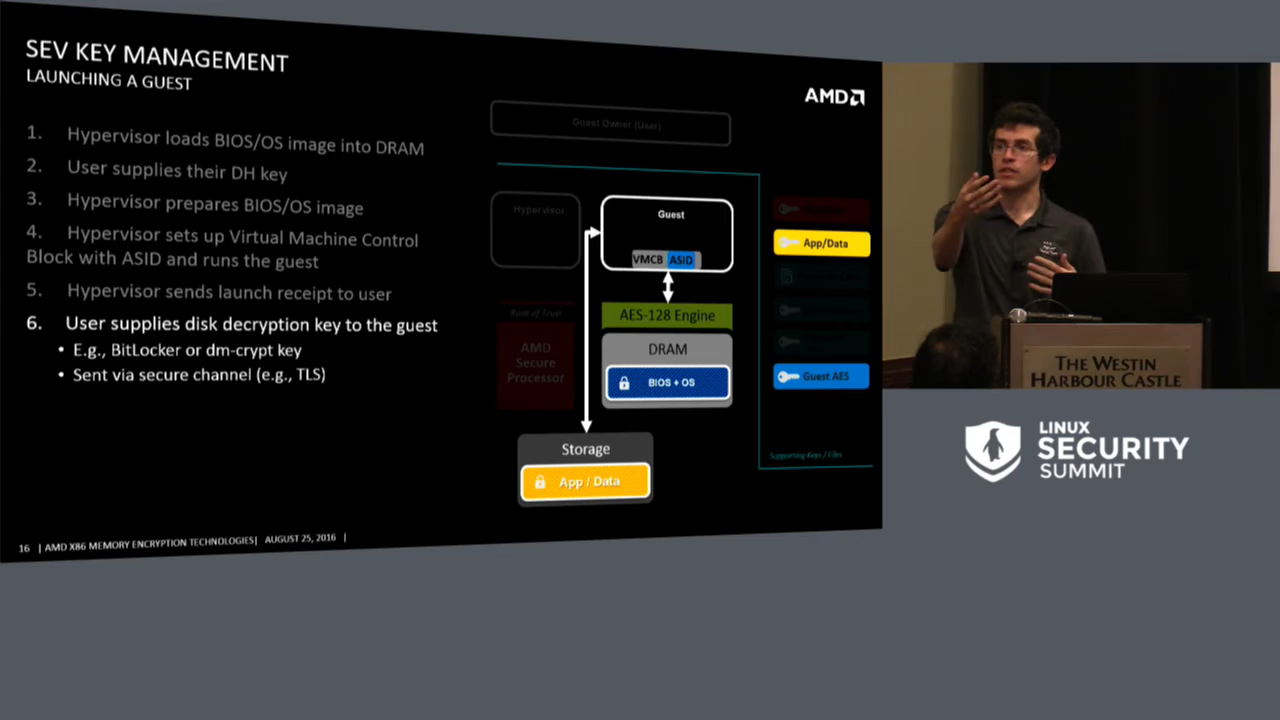 SEV KEY MANAGEMENT
LAUNCHING A GUEST
AMD
1. Hypervisor loads BIOS/OS image into DRAM
2. User supplies their DH key
3. Hypervisor prepares BIOS/OS image
4. Hypervisor sets up Virtual Machine Control
Block with ASID and runs the guest
5. Hypervisor sends launch receipt to user
6. User supplies disk decryption key to the guest
• E.g., BitLocker or dm-crypt key
• Sent via secure channel (e.g., TLS)
Guest Owner (User)
Hypervisor
Guest
VMCB ASID
App/Data
Root of Trust
AMD
Secure
Processor
AES-128 Engine
DRAM
BIOS + OS
Guest AES
Storage
App / Data
Supporting Keys / Files
16 | AMD X86 MEMORY ENCRYPTION TECHNOLOGIES| AUGUST 25, 2016 |
THE WESTIN
HARBOUR CASTLE
LINUX
SECURITY
SUMMIT